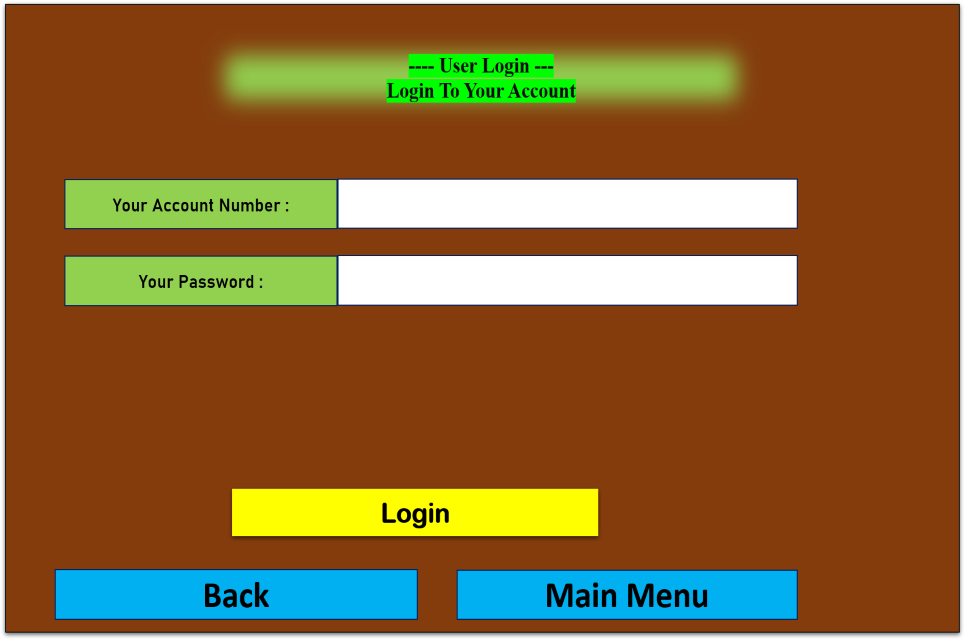 ---- User Login ---
Login To Your Account
Your Account Number :
Your Password :
Login
Back
Main Menu